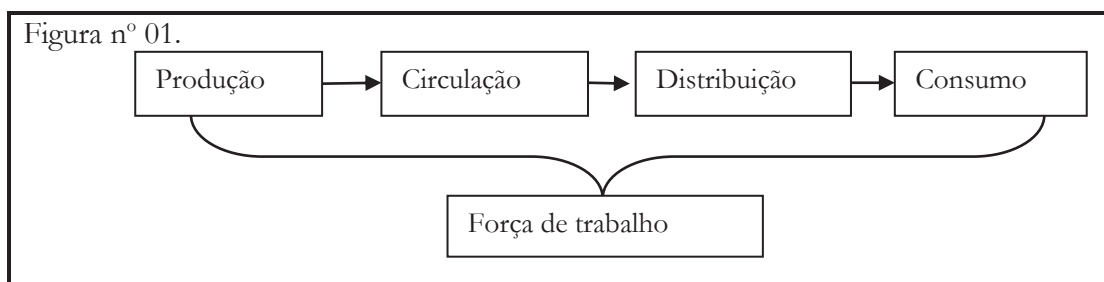 Figura nº 01.
Produção
Circulação
Distribuição
Consumo
Força de trabalho